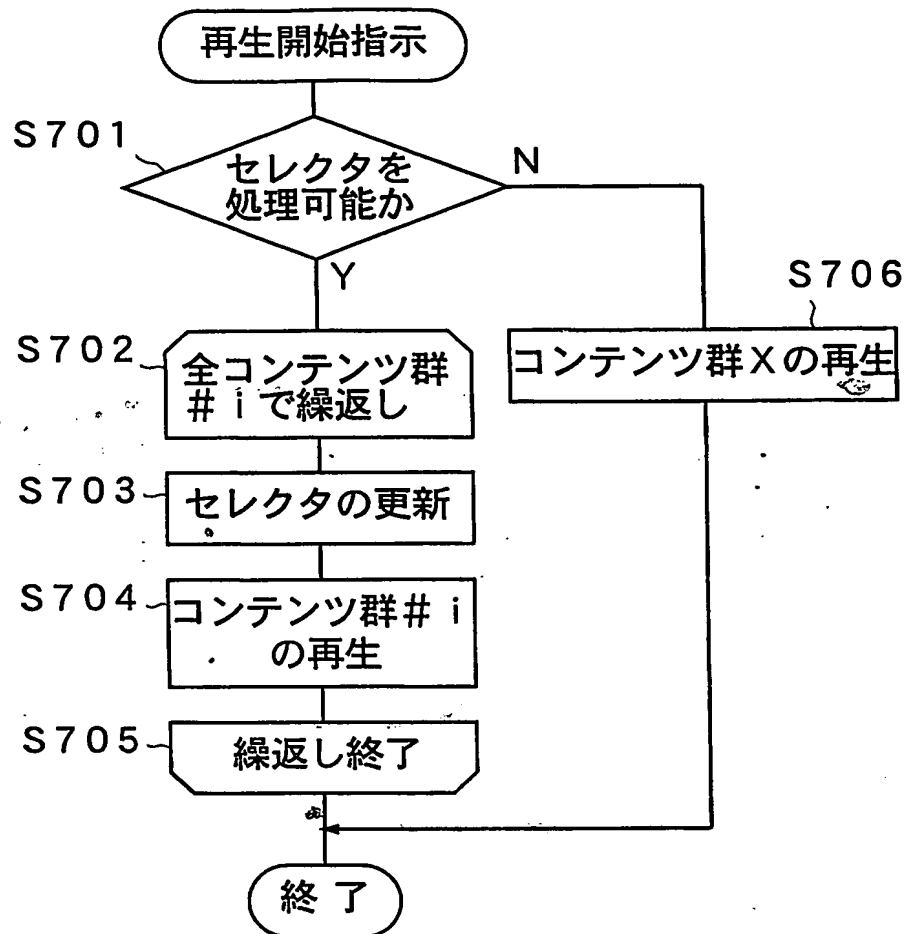 再生開始指示
S701
セレクタを
処理可能か
N
Y
S706
コンテンツ群Xの再生
S702
全コンテンツ群
#iで繰返し
S703
セレクタの更新
S704
コンテンツ群#i
の再生
S705
繰返し終了
終了